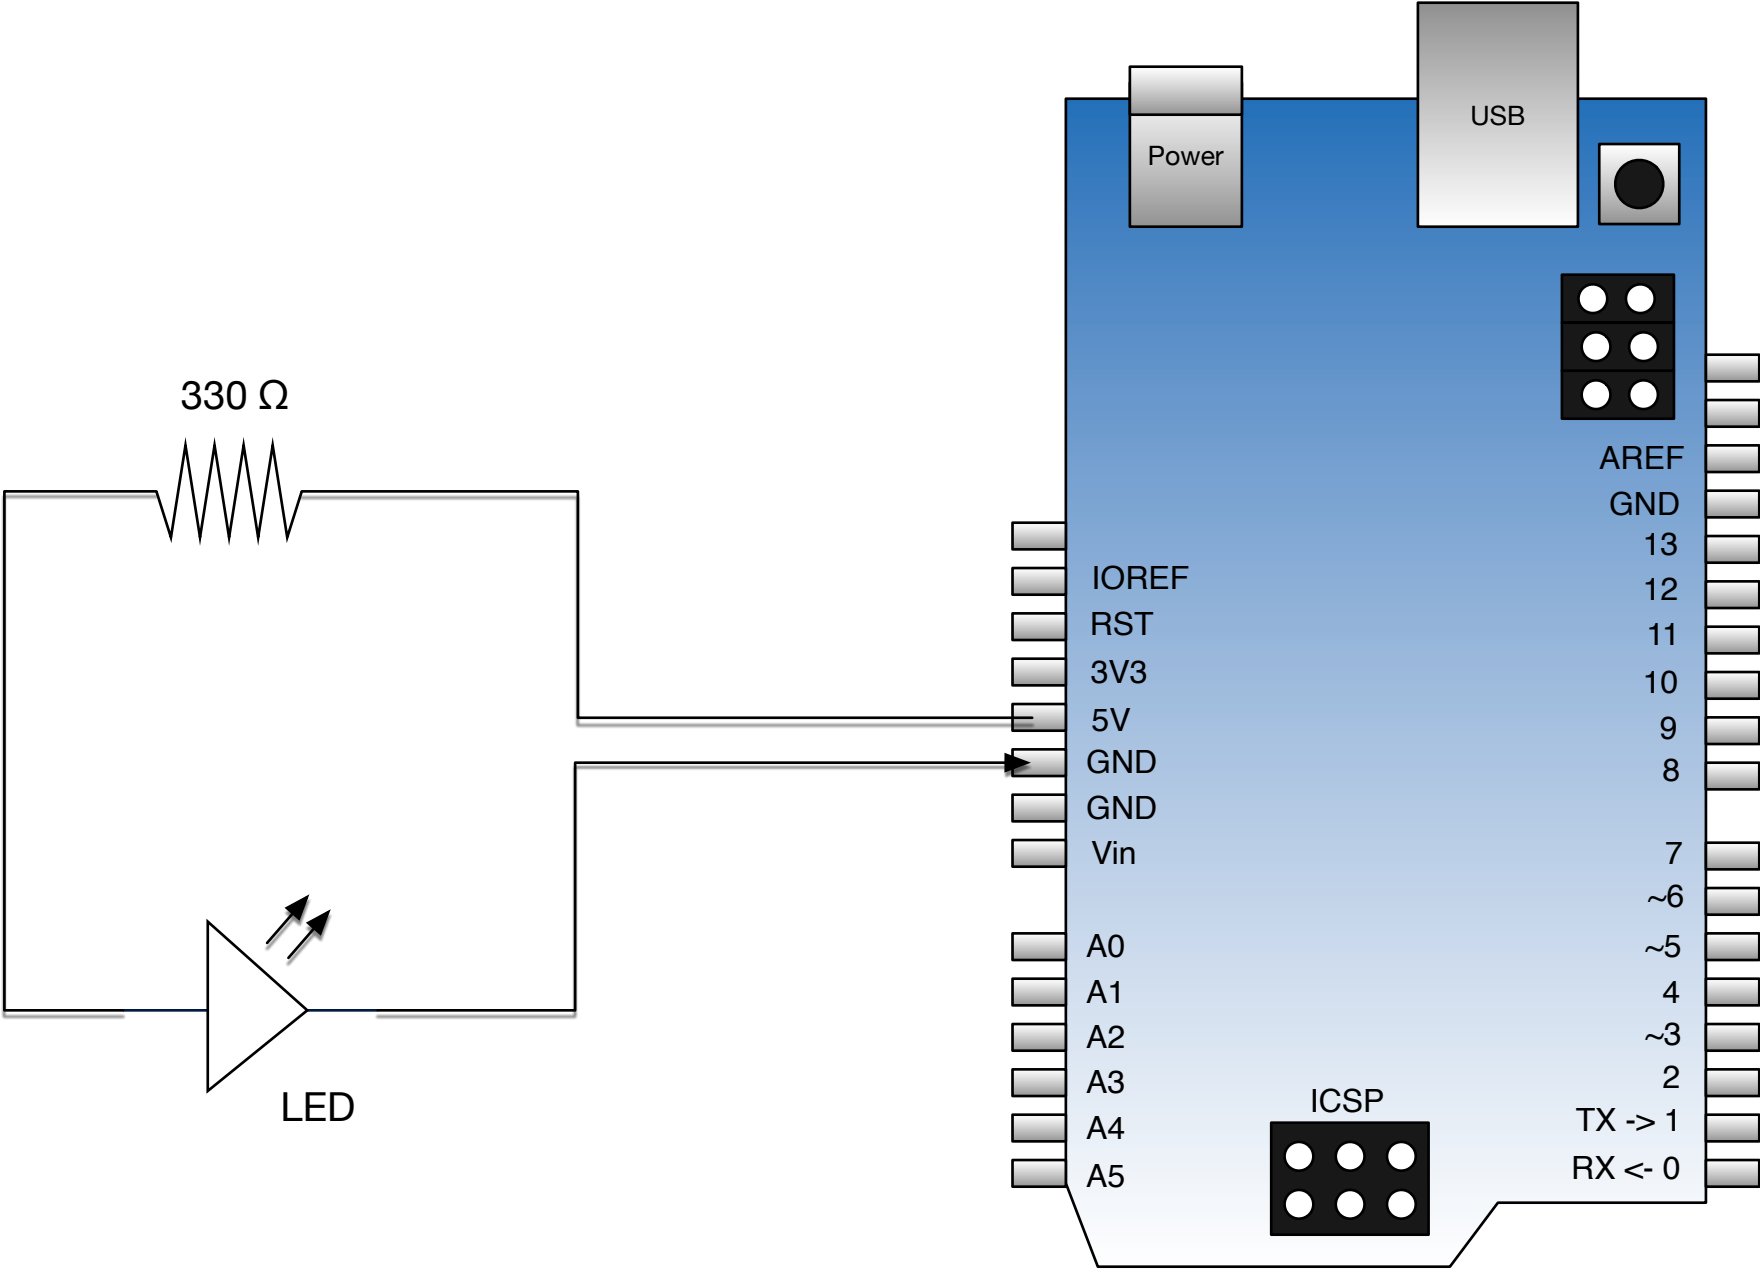 USB
Power
330 Ω
AREF
GND
13
IOREF
12
RST
11
3V3
10
5V
9
GND
8
GND
Vin
7
~6
A0
~5
A1
4
A2
~3
A3
2
LED
ICSP
A4
TX -> 1
A5
RX <- 0